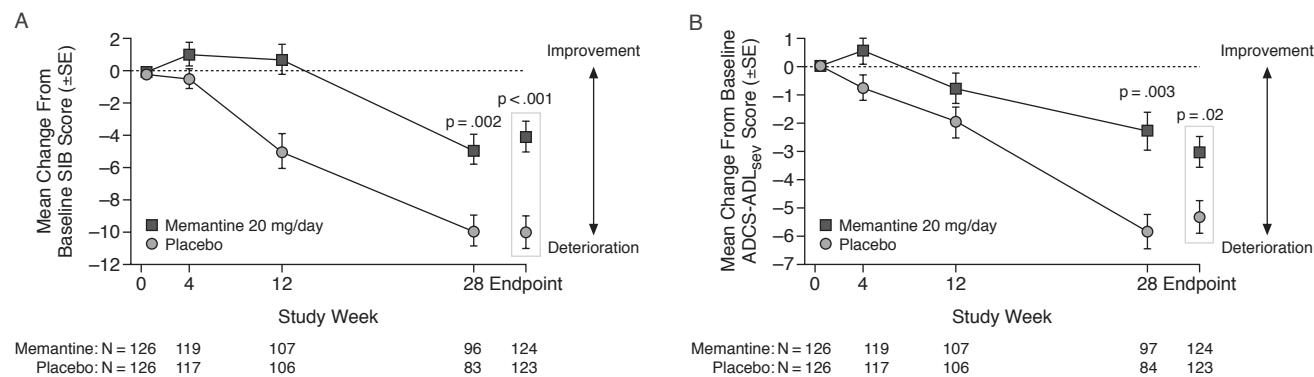 A
Mean Change From
Baseline SIB Score (±SE)
2
0
−2
−4
−6
−8
−10
−12
Improvement
p<.001
p=.002
Memantine 20 mg/day
Placebo
Deterioration
0 4 12 28 Endpoint
Study Week
Memantine: N=126 119 107 96 124
Placebo: N=126 117 106 83 123
B
Mean Change From Baseline
ADCS-ADLsev Score (±SE)
1
0
−1
−2
−3
−4
−5
−6
−7
Improvement
p=.003
p=.02
Memantine 20 mg/day
Placebo
Deterioration
0 4 12 28 Endpoint
Study Week
Memantine: N=126 119 107 97 124
Placebo: N=126 117 106 84 123